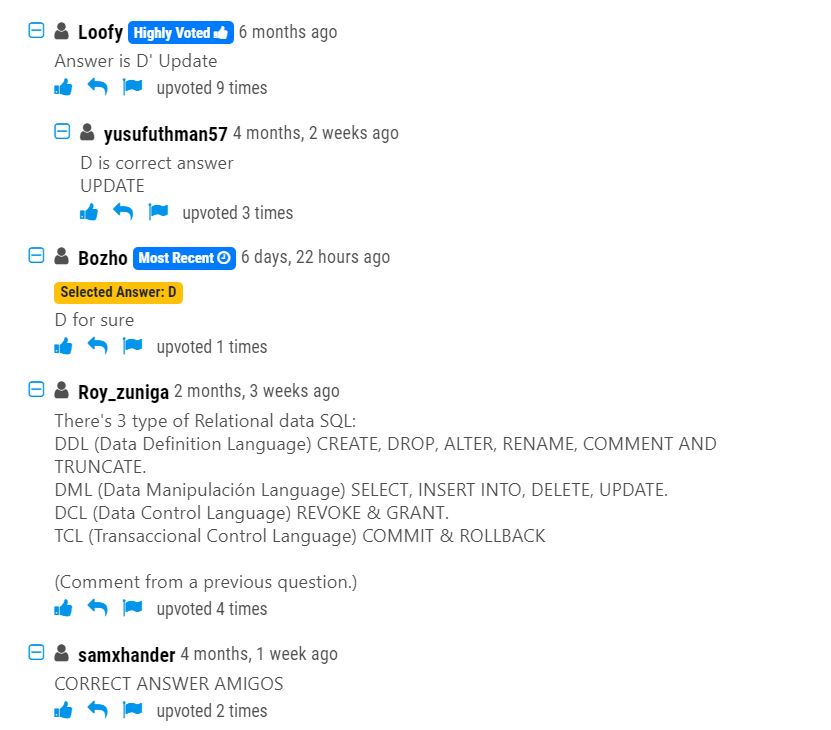 Loofy Highly Voted 6 months ago
Answer is D' Update
upvoted 9 times
yusufuthman57 4 months, 2 weeks ago
D is correct answer
UPDATE
upvoted 3 times
Bozho Most Recent 6 days, 22 hours ago
Selected Answer: D
D for sure
upvoted 1 times
Roy_zuniga 2 months, 3 weeks ago
There's 3 type of Relational data SQL:
DDL (Data Definition Language) CREATE, DROP, ALTER, RENAME, COMMENT AND
TRUNCATE.
DML (Data Manipulación Language) SELECT, INSERT INTO, DELETE, UPDATE.
DCL (Data Control Language) REVOKE & GRANT.
TCL (Transaccional Control Language) COMMIT & ROLLBACK
(Comment from a previous question.)
upvoted 4 times
samxhander 4 months, 1 week ago
CORRECT ANSWER AMIGOS
upvoted 2 times